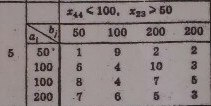 x₄₄ ⩽ 100, x₂₃ ⩾ 50
aᵢ bⱼ 50 100 200 200
5 50 1 9 2 2
100 6 4 10 3
100 8 4 7 5
200 7 6 5 3